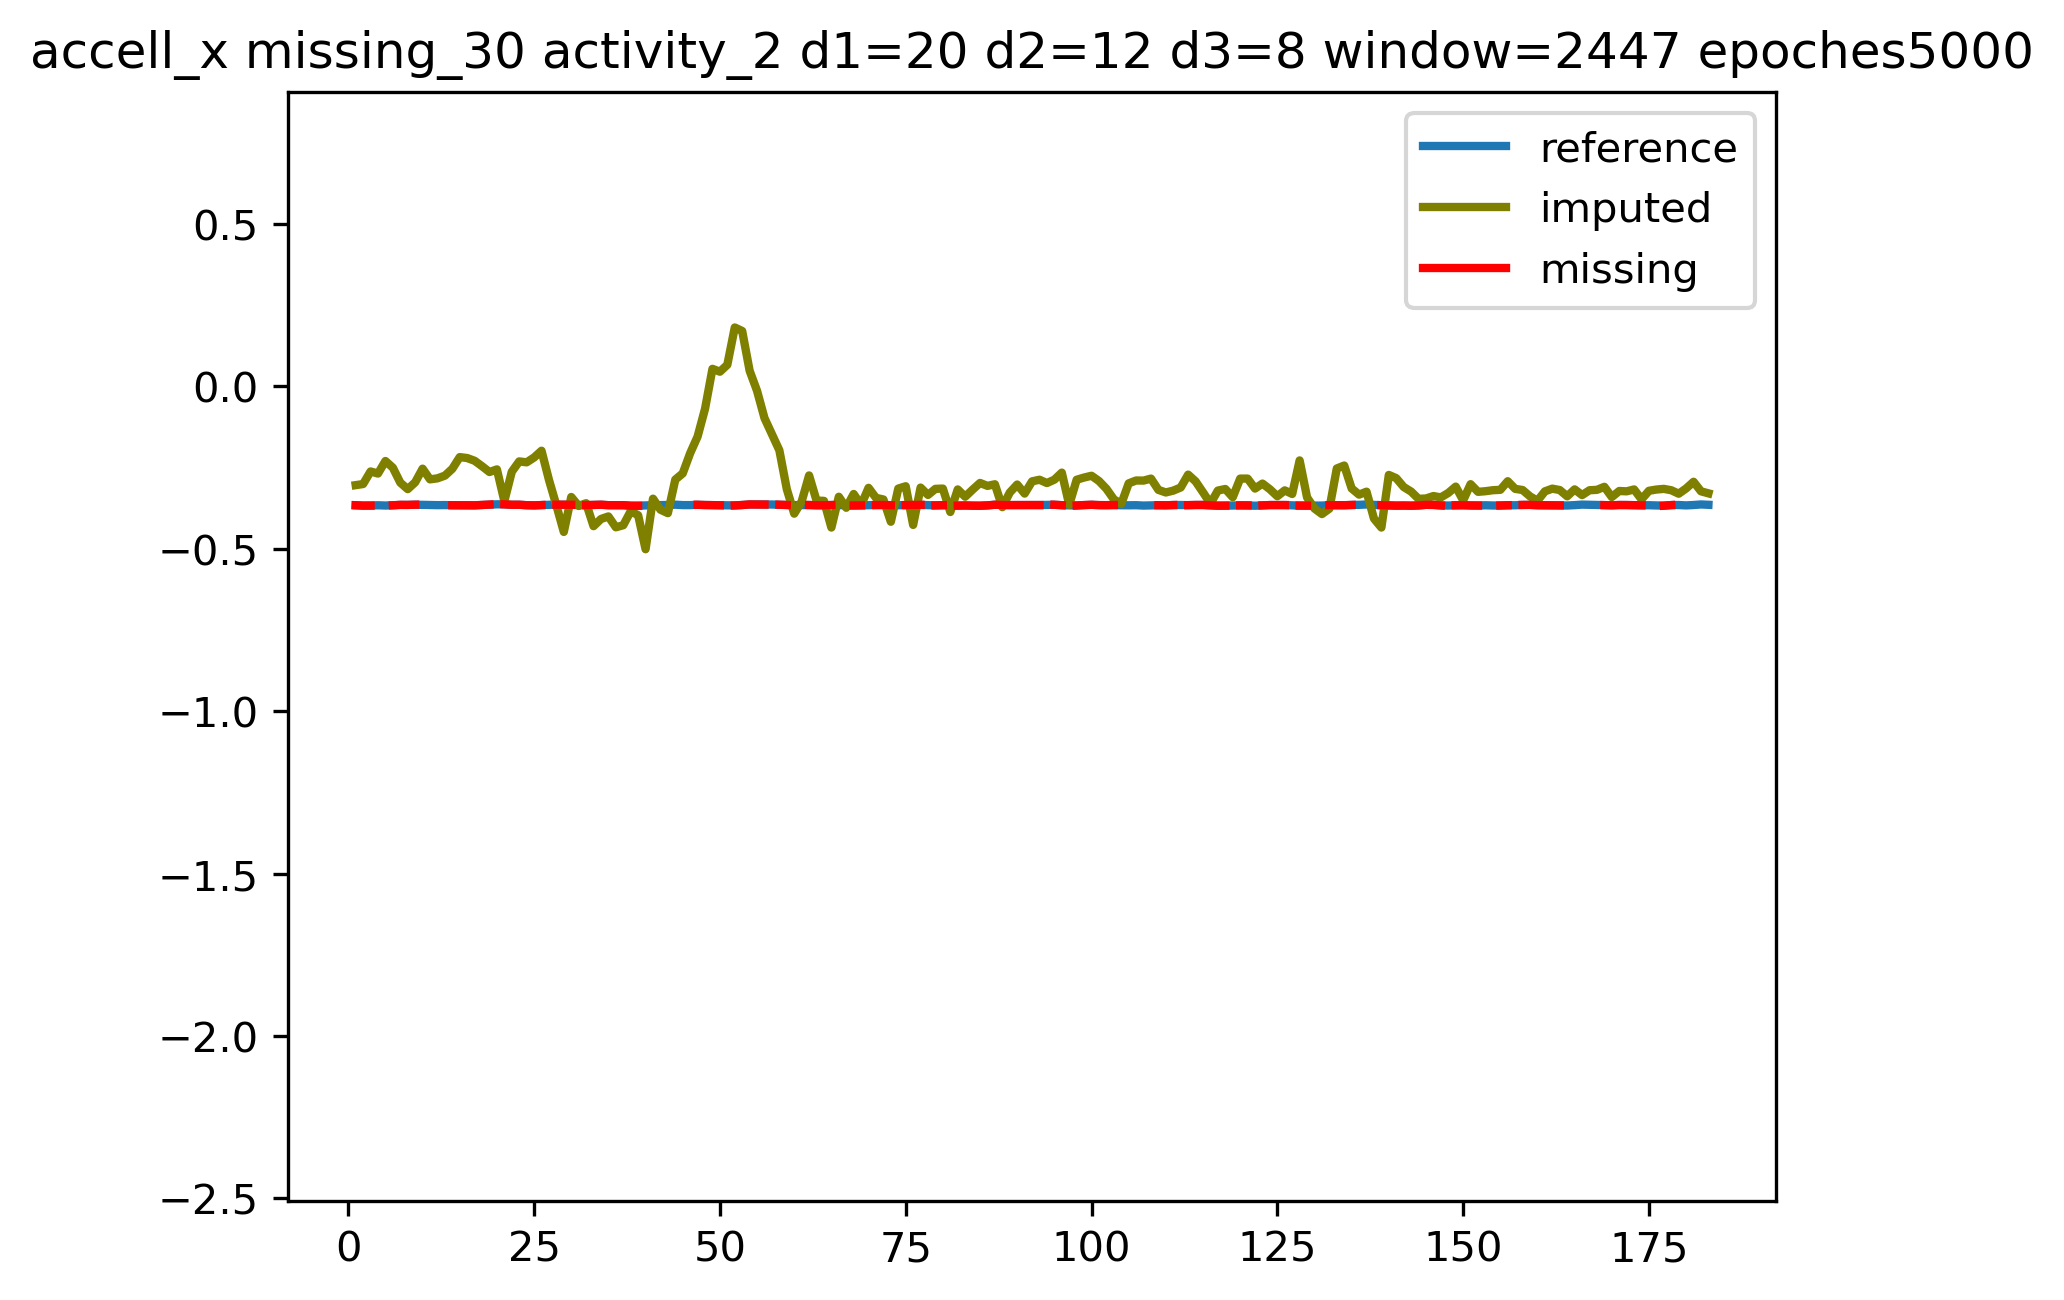 accell_x missing_30 activity_2 d1=20 d2=12 d3=8 window=2447 epoches5000
reference
imputed
missing
0.5
0.0
−0.5
−1.0
−1.5
−2.0
−2.5
0 25 50 75 100 125 150 175